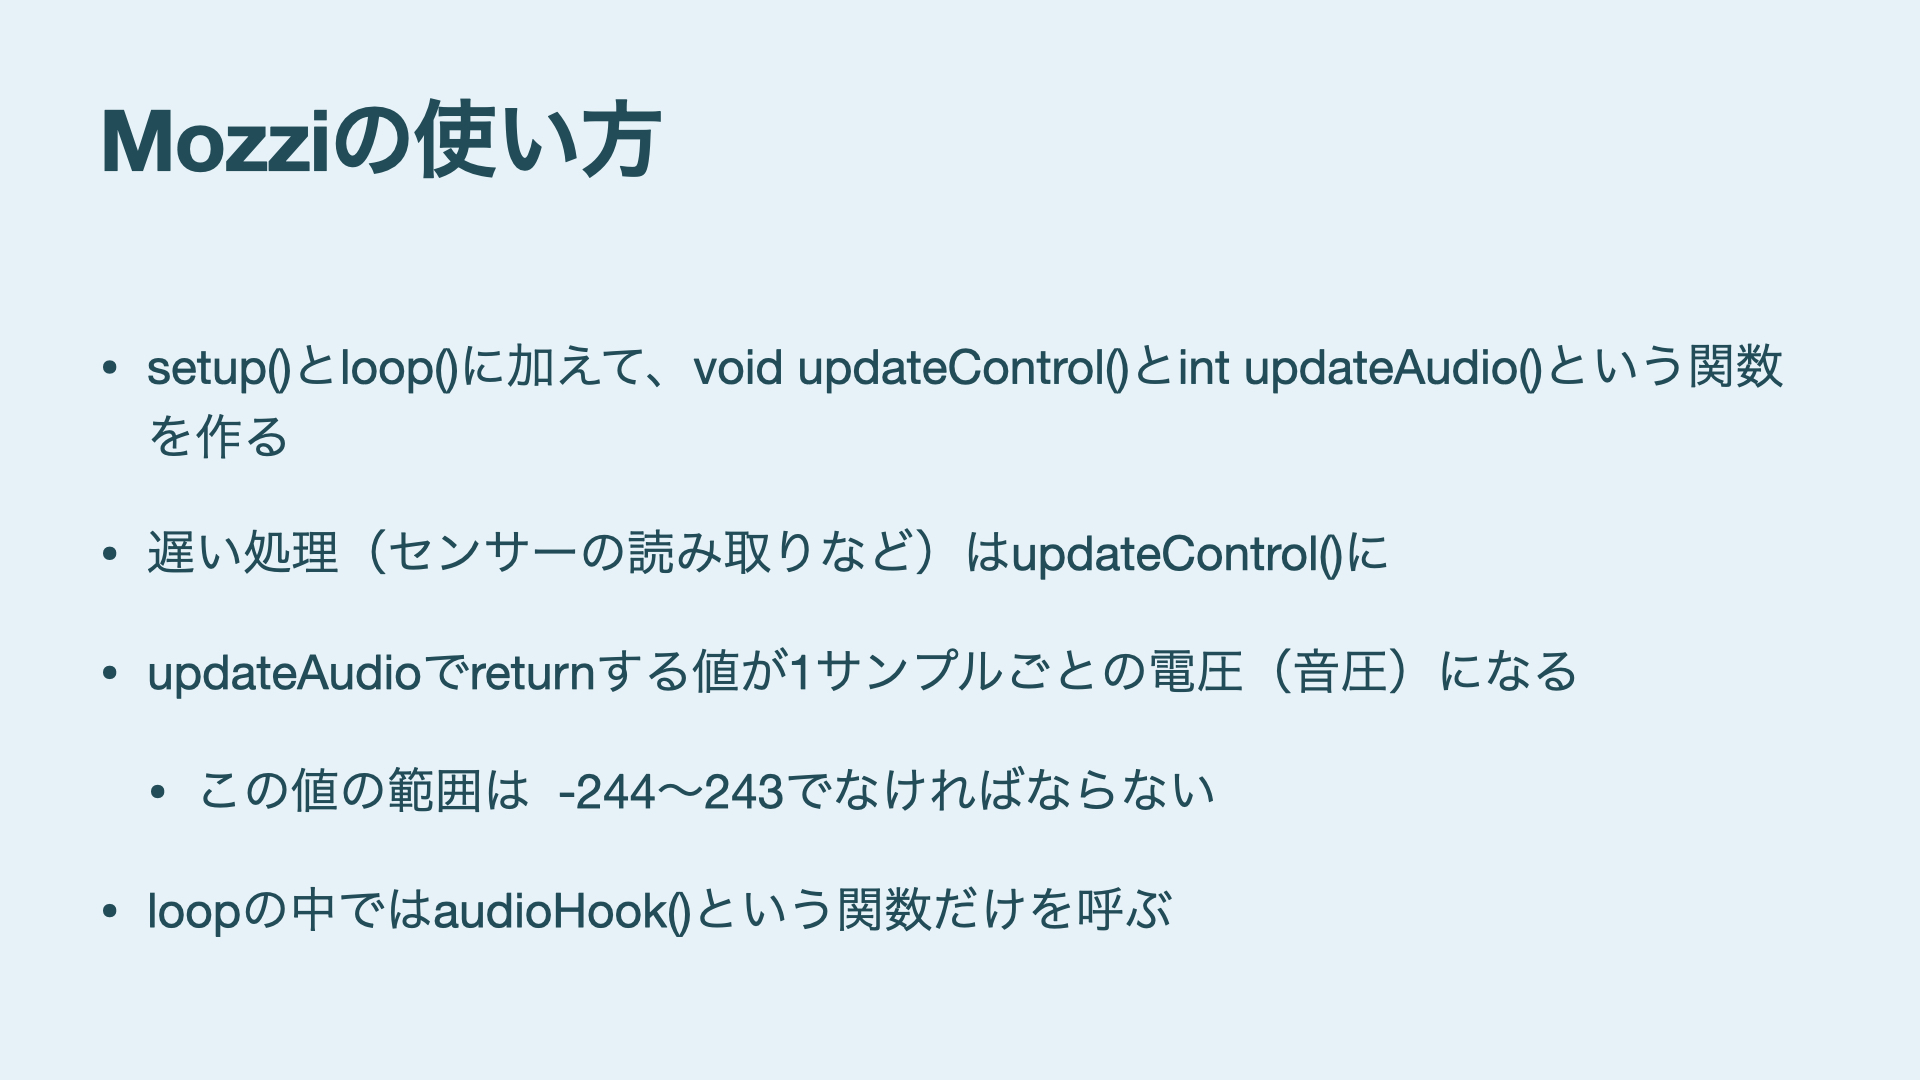 Mozziの使い方
• setup()とloop()に加えて、void updateControl()とint updateAudio()という関数
を作る
• 遅い処理（センサーの読み取りなど）はupdateControl()に
• updateAudioでreturnする値が1サンプルごとの電圧（音圧）になる
• この値の範囲は -244〜243でなければならない
• loopの中ではaudioHook()という関数だけを呼ぶ